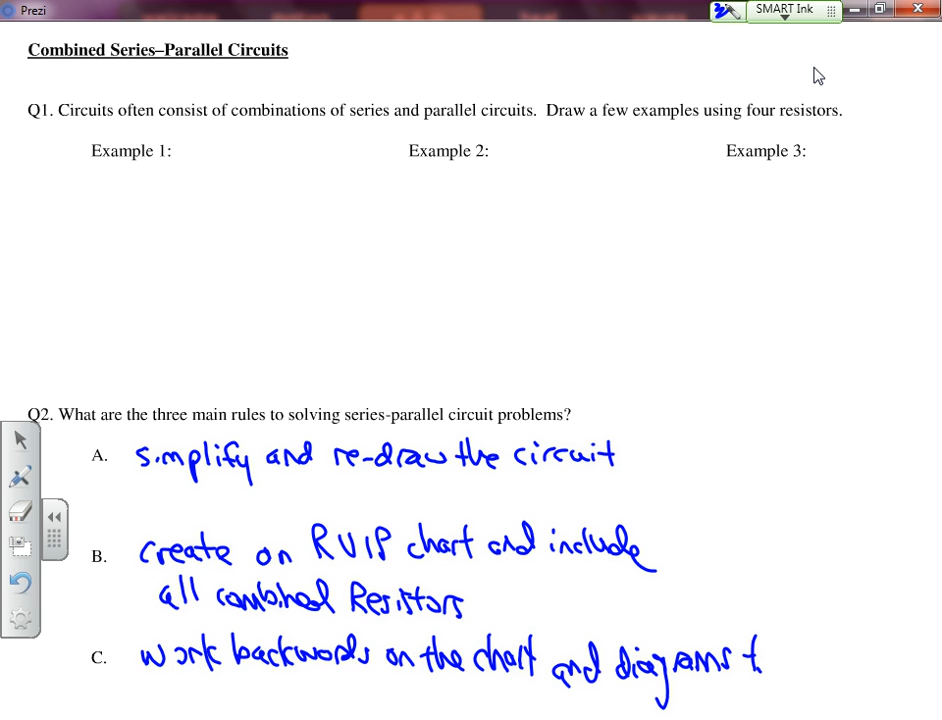 Prezi
SMART Ink
Combined Series–Parallel Circuits
Q1. Circuits often consist of combinations of series and parallel circuits.  Draw a few examples using four resistors.
Example 1: Example 2: Example 3:
Q2. What are the three main rules to solving series-parallel circuit problems?
A. simplify and re-draw the circuit
B. create an RVIP chart and include
all combined Resistors
C. work backwords on the chart and diagrams t